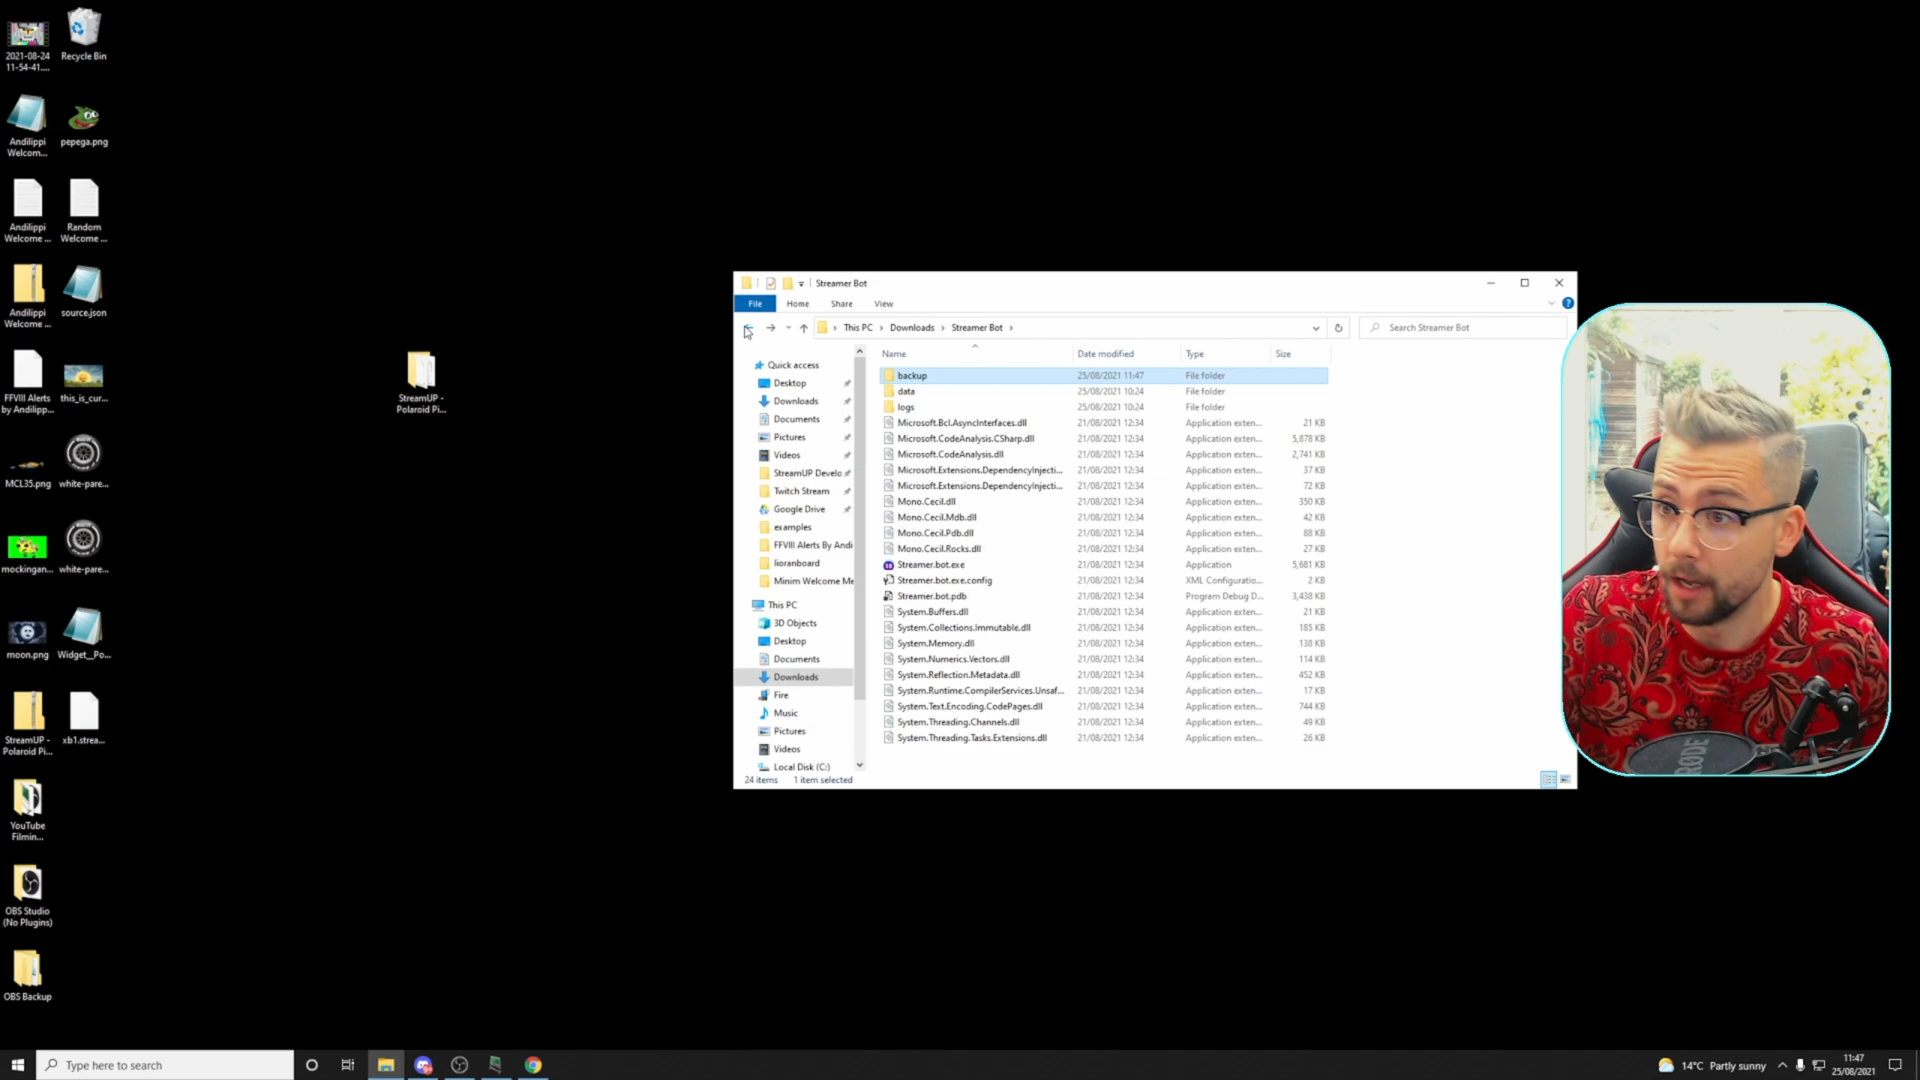 2021-08-24
11-54-41....
Recycle Bin
Andilippi
Welcom...
pepega.png
Andilippi
Welcome ...
Random
Welcome ...
Andilippi
Welcome ...
source.json
FFVIII Alerts
by Andilipp...
this_is_cur...
MCL35.png
white-pare...
mockingan...
white-pare...
moon.png
Widget__Po...
StreamUP -
Polaroid Pi...
xb1.strea...
YouTube
Filmin...
OBS Studio
(No Plugins)
OBS Backup
StreamUP -
Polaroid Pi...
Streamer Bot
File Home Share View
This PC > Downloads > Streamer Bot >
Search Streamer Bot
Quick access
Desktop
Downloads
Documents
Pictures
Videos
StreamUP Develo
Twitch Stream
Google Drive
examples
FFVIII Alerts By Andi
lioranboard
Minim Welcome Me
This PC
3D Objects
Desktop
Documents
Downloads
Fire
Music
Pictures
Videos
Local Disk (C:)
Name Date modified Type Size
backup 25/08/2021 11:47 File folder
data 25/08/2021 10:24 File folder
logs 25/08/2021 10:24 File folder
Microsoft.Bcl.AsyncInterfaces.dll 21/08/2021 12:34 Application exten... 21 KB
Microsoft.CodeAnalysis.CSharp.dll 21/08/2021 12:34 Application exten... 5,878 KB
Microsoft.CodeAnalysis.dll 21/08/2021 12:34 Application exten... 2,741 KB
Microsoft.Extensions.DependencyInjecti... 21/08/2021 12:34 Application exten... 37 KB
Microsoft.Extensions.DependencyInjecti... 21/08/2021 12:34 Application exten... 72 KB
Mono.Cecil.dll 21/08/2021 12:34 Application exten... 350 KB
Mono.Cecil.Mdb.dll 21/08/2021 12:34 Application exten... 42 KB
Mono.Cecil.Pdb.dll 21/08/2021 12:34 Application exten... 88 KB
Mono.Cecil.Rocks.dll 21/08/2021 12:34 Application exten... 27 KB
Streamer.bot.exe 21/08/2021 12:34 Application 5,681 KB
Streamer.bot.exe.config 21/08/2021 12:34 XML Configuratio... 2 KB
Streamer.bot.pdb 21/08/2021 12:34 Program Debug D... 3,438 KB
System.Buffers.dll 21/08/2021 12:34 Application exten... 21 KB
System.Collections.Immutable.dll 21/08/2021 12:34 Application exten... 185 KB
System.Memory.dll 21/08/2021 12:34 Application exten... 138 KB
System.Numerics.Vectors.dll 21/08/2021 12:34 Application exten... 114 KB
System.Reflection.Metadata.dll 21/08/2021 12:34 Application exten... 452 KB
System.Runtime.CompilerServices.Unsaf... 21/08/2021 12:34 Application exten... 17 KB
System.Text.Encoding.CodePages.dll 21/08/2021 12:34 Application exten... 744 KB
System.Threading.Channels.dll 21/08/2021 12:34 Application exten... 49 KB
System.Threading.Tasks.Extensions.dll 21/08/2021 12:34 Application exten... 26 KB
24 items 1 item selected
RØDE
Type here to search
14°C Partly sunny
11:47
25/08/2021